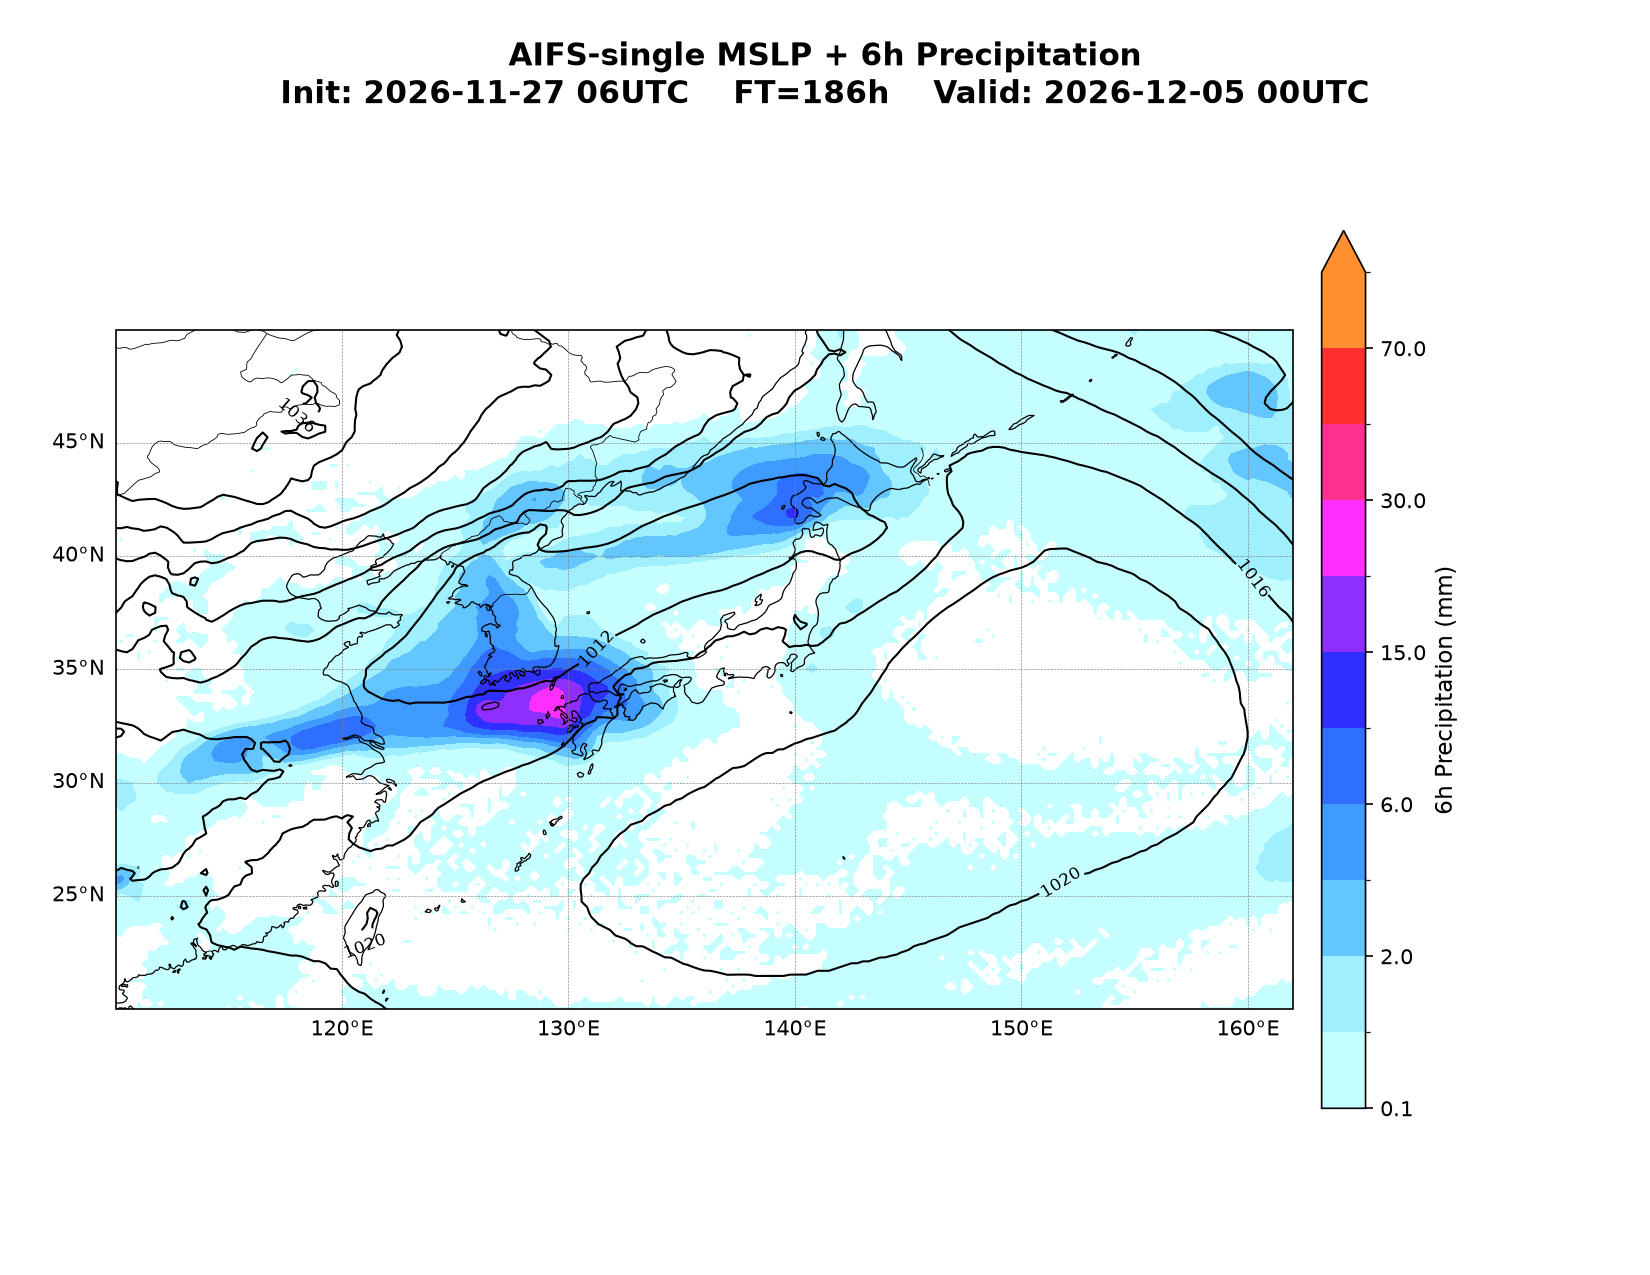 AIFS-single MSLP + 6h Precipitation
Init: 2026-11-27 06UTC    FT=186h    Valid: 2026-12-05 00UTC
70.0
30.0
15.0
6.0
2.0
0.1
6h Precipitation (mm)
45°N
40°N
35°N
30°N
25°N
120°E
130°E
140°E
150°E
160°E
1036
1016
1012
1020
1020